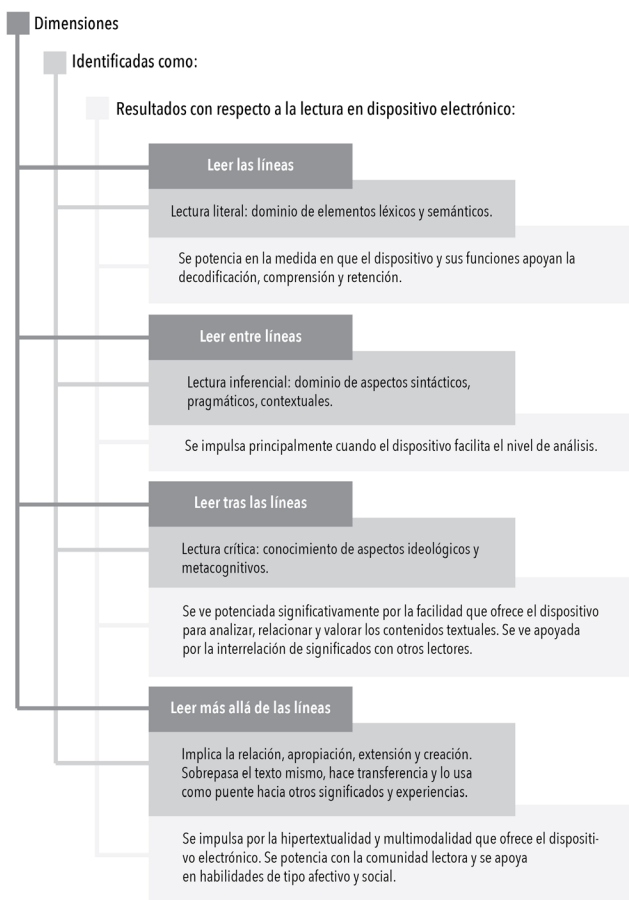 Dimensiones
Identificadas como:
Resultados con respecto a la lectura en dispositivo electrónico:
Leer las líneas
Lectura literal: dominio de elementos léxicos y semánticos.
Se potencia en la medida en que el dispositivo y sus funciones apoyan la
decodificación, comprensión y retención.
Leer entre líneas
Lectura inferencial: dominio de aspectos sintácticos,
pragmáticos, contextuales.
Se impulsa principalmente cuando el dispositivo facilita el nivel de análisis.
Leer tras las líneas
Lectura crítica: conocimiento de aspectos ideológicos y
metacognitivos.
Se ve potenciada significativamente por la facilidad que ofrece el dispositivo
para analizar, relacionar y valorar los contenidos textuales. Se ve apoyada
por la interrelación de significados con otros lectores.
Leer más allá de las líneas
Implica la relación, apropiación, extensión y creación.
Sobrepasa el texto mismo, hace transferencia y lo usa
como puente hacia otros significados y experiencias.
Se impulsa por la hipertextualidad y multimodalidad que ofrece el dispositi-
vo electrónico. Se potencia con la comunidad lectora y se apoya
en habilidades de tipo afectivo y social.